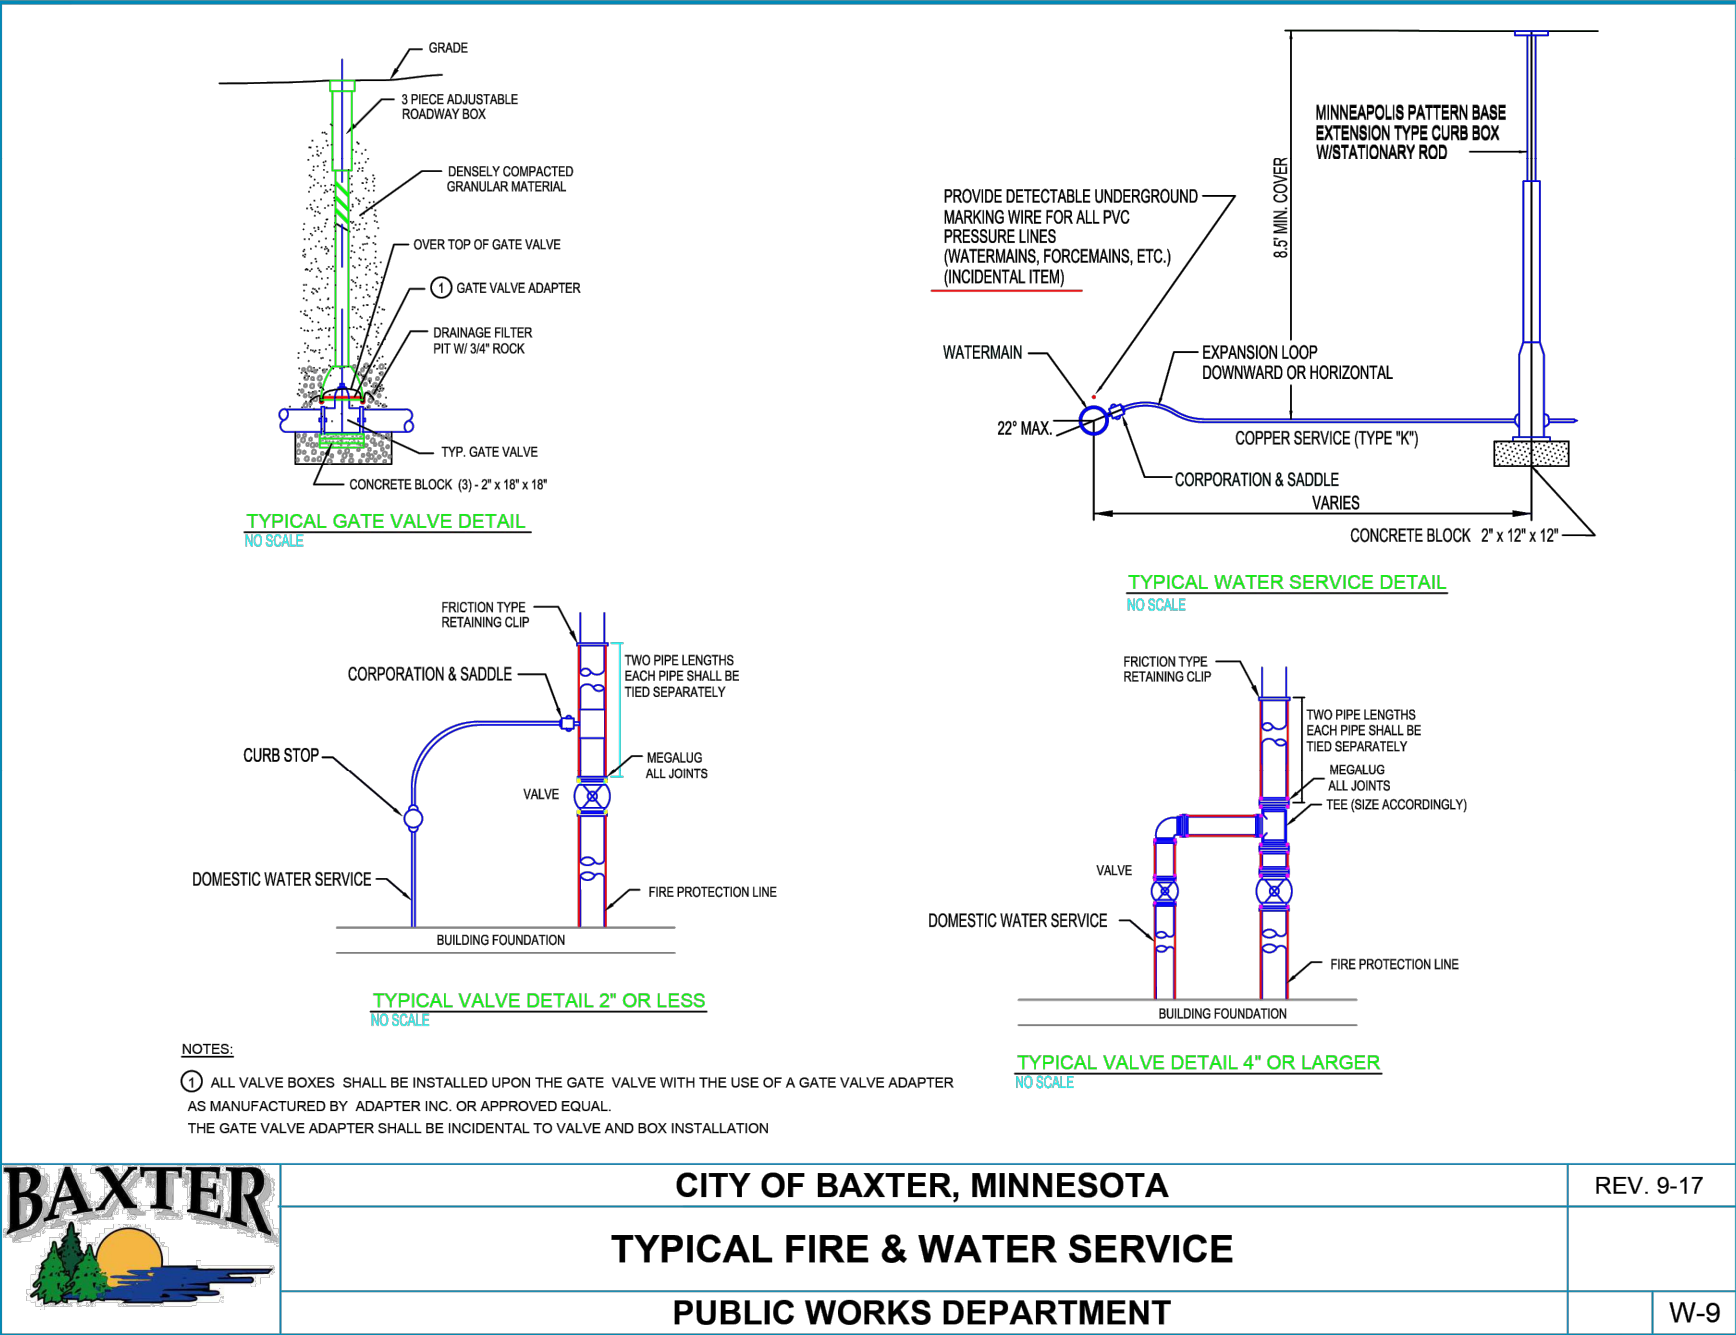 GRADE
3 PIECE ADJUSTABLE
ROADWAY BOX
DENSELY COMPACTED
GRANULAR MATERIAL
OVER TOP OF GATE VALVE
1 GATE VALVE ADAPTER
DRAINAGE FILTER
PIT W/ 3/4" ROCK
TYP. GATE VALVE
CONCRETE BLOCK (3) - 2" x 18" x 18"
TYPICAL GATE VALVE DETAIL
NO SCALE
MINNEAPOLIS PATTERN BASE
EXTENSION TYPE CURB BOX
W/STATIONARY ROD
8.5' MIN. COVER
PROVIDE DETECTABLE UNDERGROUND
MARKING WIRE FOR ALL PVC
PRESSURE LINES
(WATERMAINS, FORCEMAINS, ETC.)
(INCIDENTAL ITEM)
WATERMAIN
EXPANSION LOOP
DOWNWARD OR HORIZONTAL
22° MAX.
COPPER SERVICE (TYPE "K")
CORPORATION & SADDLE
VARIES
CONCRETE BLOCK 2" x 12" x 12"
TYPICAL WATER SERVICE DETAIL
NO SCALE
FRICTION TYPE
RETAINING CLIP
CORPORATION & SADDLE
TWO PIPE LENGTHS
EACH PIPE SHALL BE
TIED SEPARATELY
CURB STOP
MEGALUG
ALL JOINTS
VALVE
DOMESTIC WATER SERVICE
FIRE PROTECTION LINE
BUILDING FOUNDATION
TYPICAL VALVE DETAIL 2" OR LESS
NO SCALE
FRICTION TYPE
RETAINING CLIP
TWO PIPE LENGTHS
EACH PIPE SHALL BE
TIED SEPARATELY
MEGALUG
ALL JOINTS
TEE (SIZE ACCORDINGLY)
VALVE
DOMESTIC WATER SERVICE
FIRE PROTECTION LINE
BUILDING FOUNDATION
TYPICAL VALVE DETAIL 4" OR LARGER
NO SCALE
NOTES:
1 ALL VALVE BOXES SHALL BE INSTALLED UPON THE GATE VALVE WITH THE USE OF A GATE VALVE ADAPTER
AS MANUFACTURED BY ADAPTER INC. OR APPROVED EQUAL.
THE GATE VALVE ADAPTER SHALL BE INCIDENTAL TO VALVE AND BOX INSTALLATION
BAXTER
CITY OF BAXTER, MINNESOTA
REV. 9-17
TYPICAL FIRE & WATER SERVICE
PUBLIC WORKS DEPARTMENT
W-9